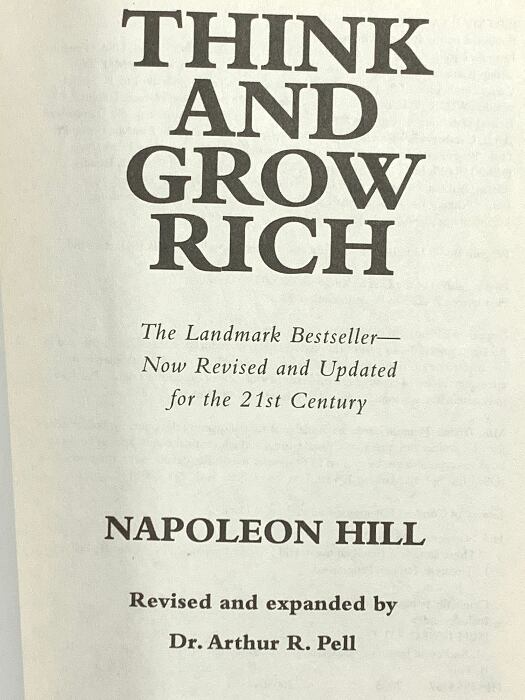 THINK
AND
GROW
RICH
The Landmark Bestseller—
Now Revised and Updated
for the 21st Century
NAPOLEON HILL
Revised and expanded by
Dr. Arthur R. Pell